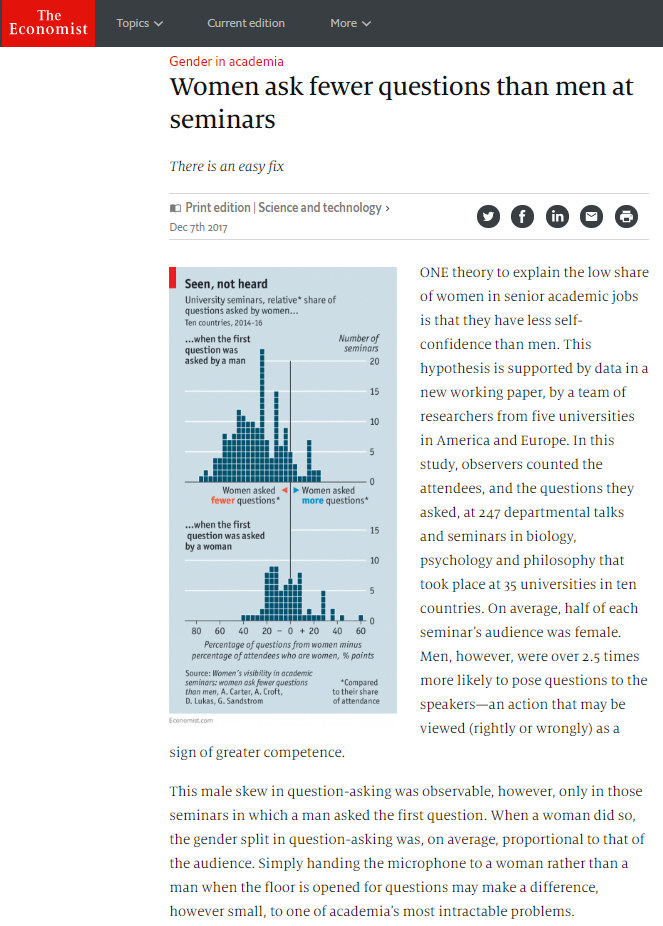 The
Economist
Topics
Current edition
More
Gender in academia
Women ask fewer questions than men at
seminars
There is an easy fix
Print edition | Science and technology ›
Dec 7th 2017
Seen, not heard
University seminars, relative* share of
questions asked by women...
Ten countries, 2014-16
...when the first
question was
asked by a man
Number of
seminars
20
15
10
5
0
Women asked
fewer questions*
Women asked
more questions*
...when the first
question was asked
by a woman
15
10
5
0
80 60 40 20 – 0 + 20 40 60
Percentage of questions from women minus
percentage of attendees who are women, % points
Source: Women's visibility in academic
seminars: women ask fewer questions
than men, A. Carter, A. Croft,
D. Lukas, G. Sandstrom
*Compared
to their share
of attendance
Economist.com
ONE theory to explain the low share
of women in senior academic jobs
is that they have less self-
confidence than men. This
hypothesis is supported by data in a
new working paper, by a team of
researchers from five universities
in America and Europe. In this
study, observers counted the
attendees, and the questions they
asked, at 247 departmental talks
and seminars in biology,
psychology and philosophy that
took place at 35 universities in ten
countries. On average, half of each
seminar's audience was female.
Men, however, were over 2.5 times
more likely to pose questions to the
speakers—an action that may be
viewed (rightly or wrongly) as a
sign of greater competence.
This male skew in question-asking was observable, however, only in those
seminars in which a man asked the first question. When a woman did so,
the gender split in question-asking was, on average, proportional to that of
the audience. Simply handing the microphone to a woman rather than a
man when the floor is opened for questions may make a difference,
however small, to one of academia's most intractable problems.